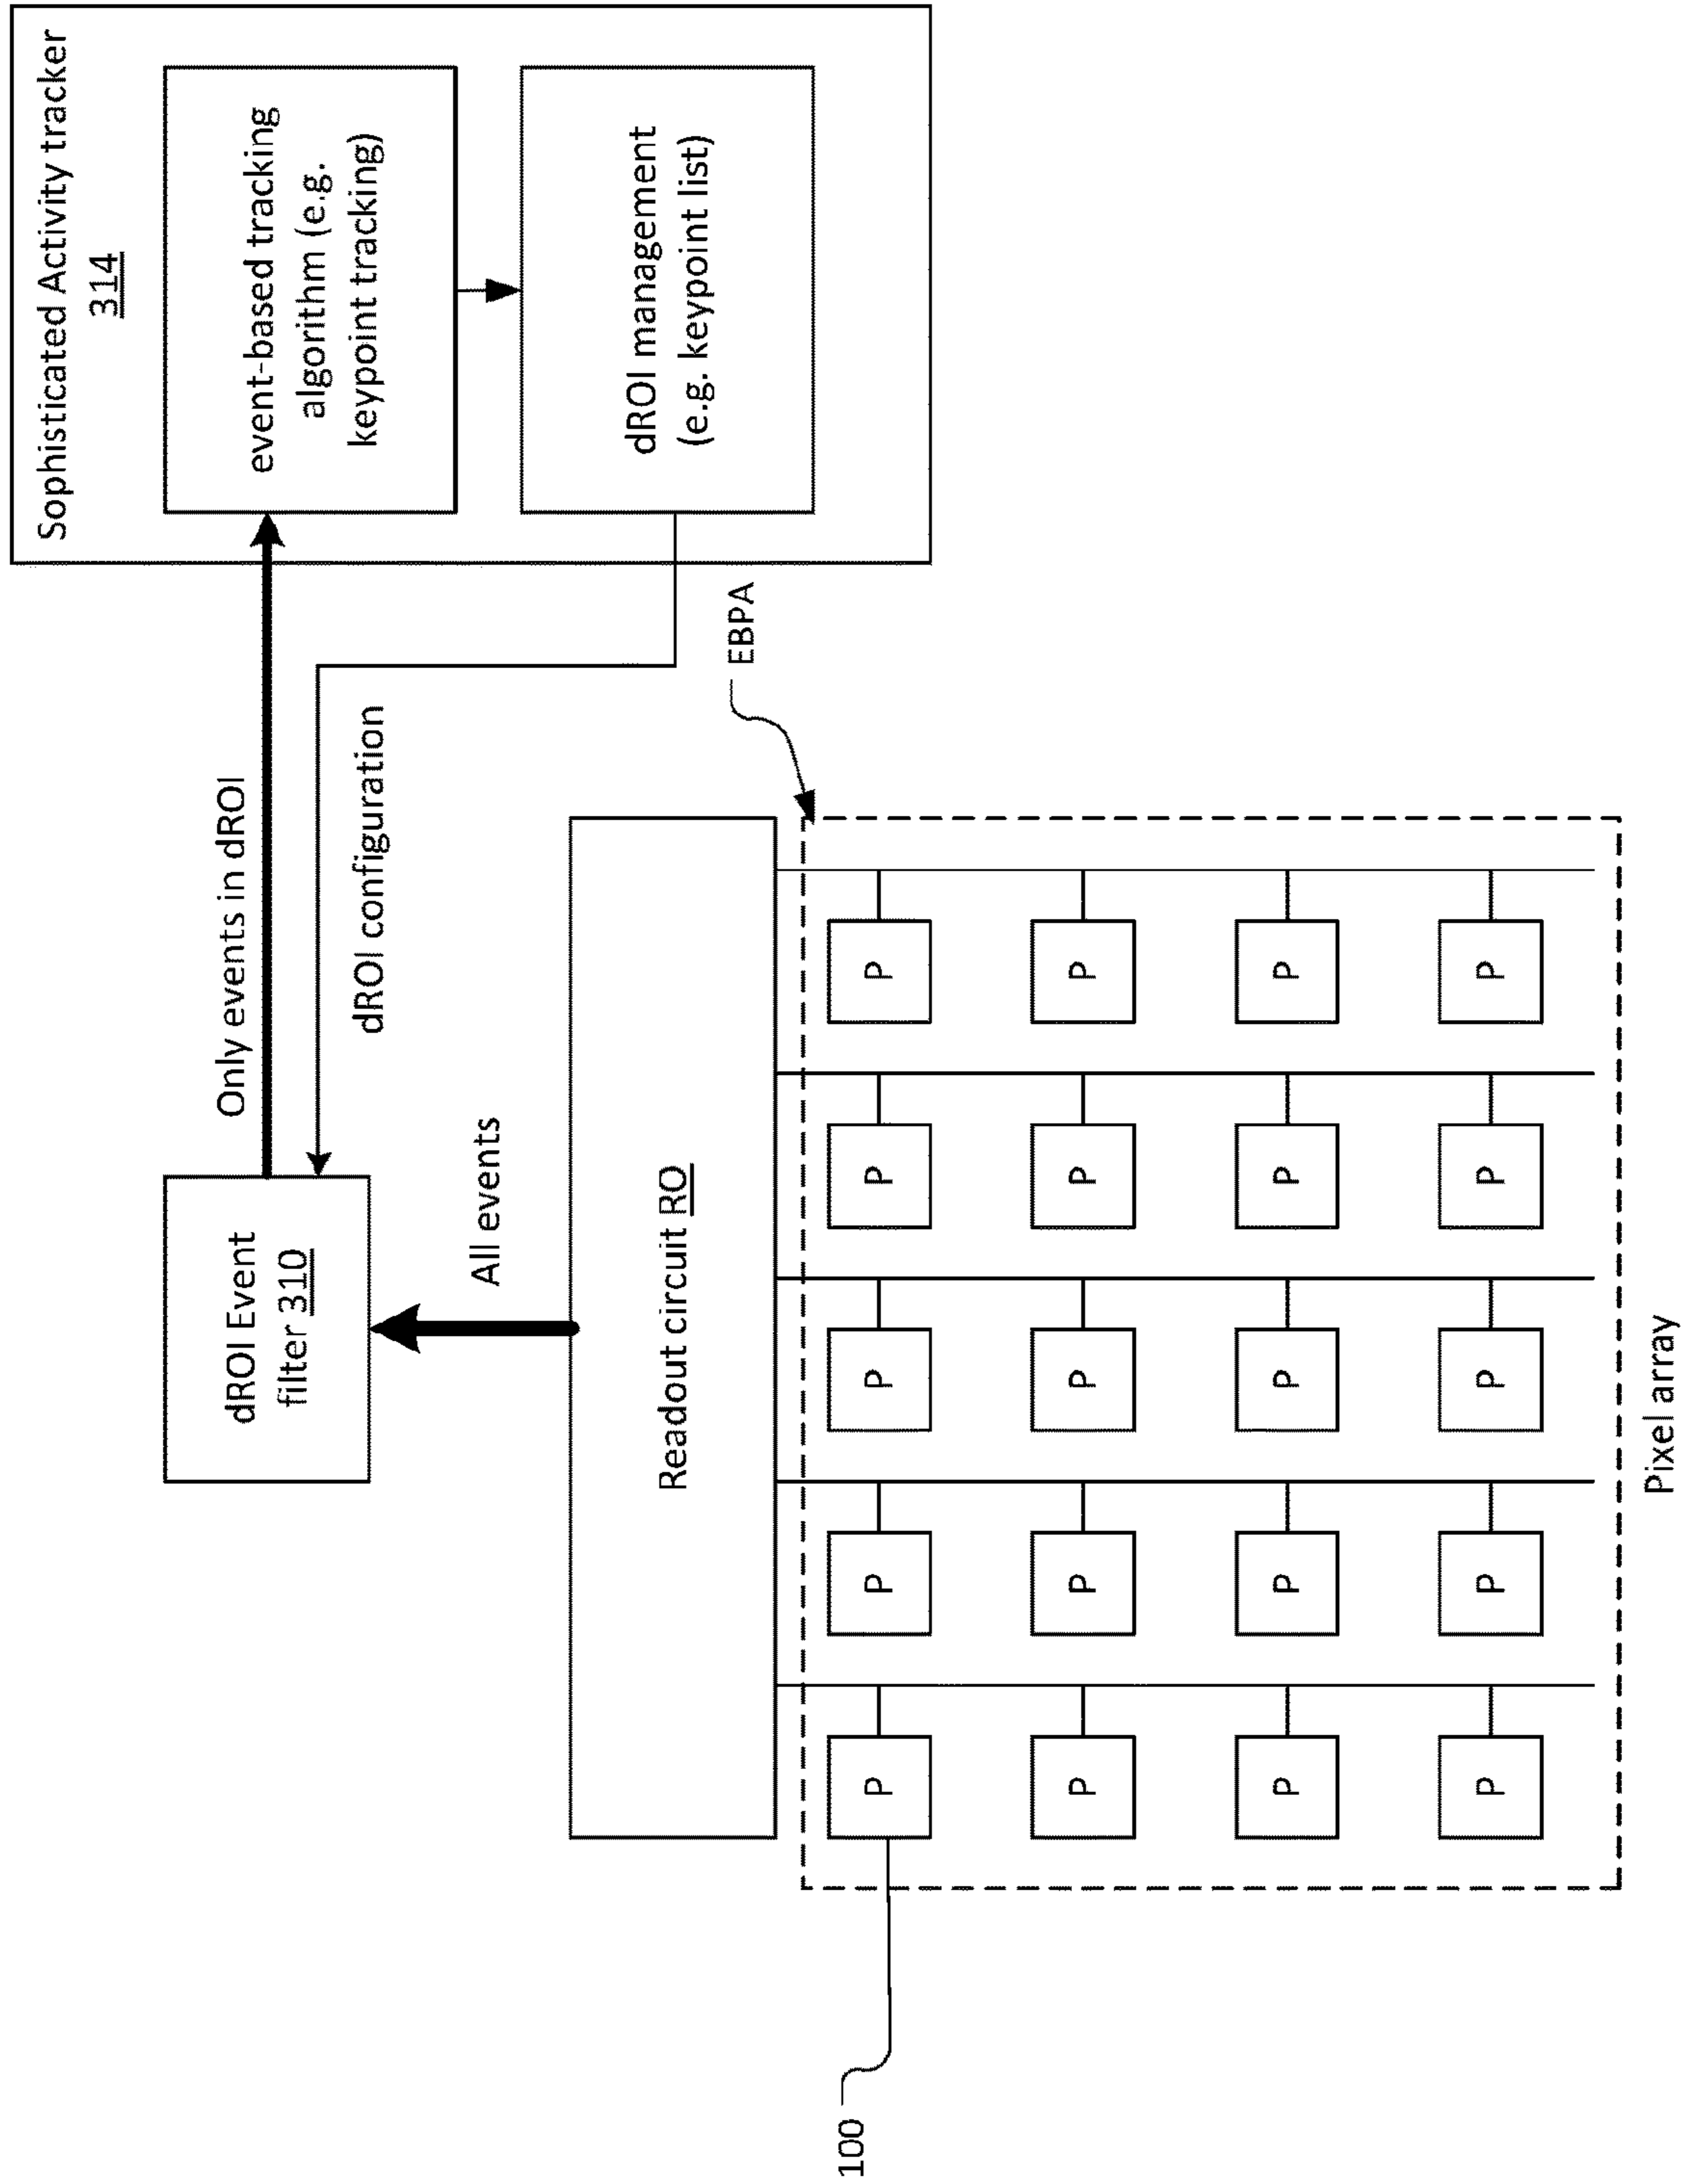 Sophisticated Activity tracker
314
event-based tracking
algorithm (e.g.
keypoint tracking)
dROI management
(e.g. keypoint list)
Only events in dROI
dROI configuration
dROI Event
filter 310
All events
EBPA
Readout circuit RO
P P P P P
P P P P P
P P P P P
P P P P P
100
Pixel array